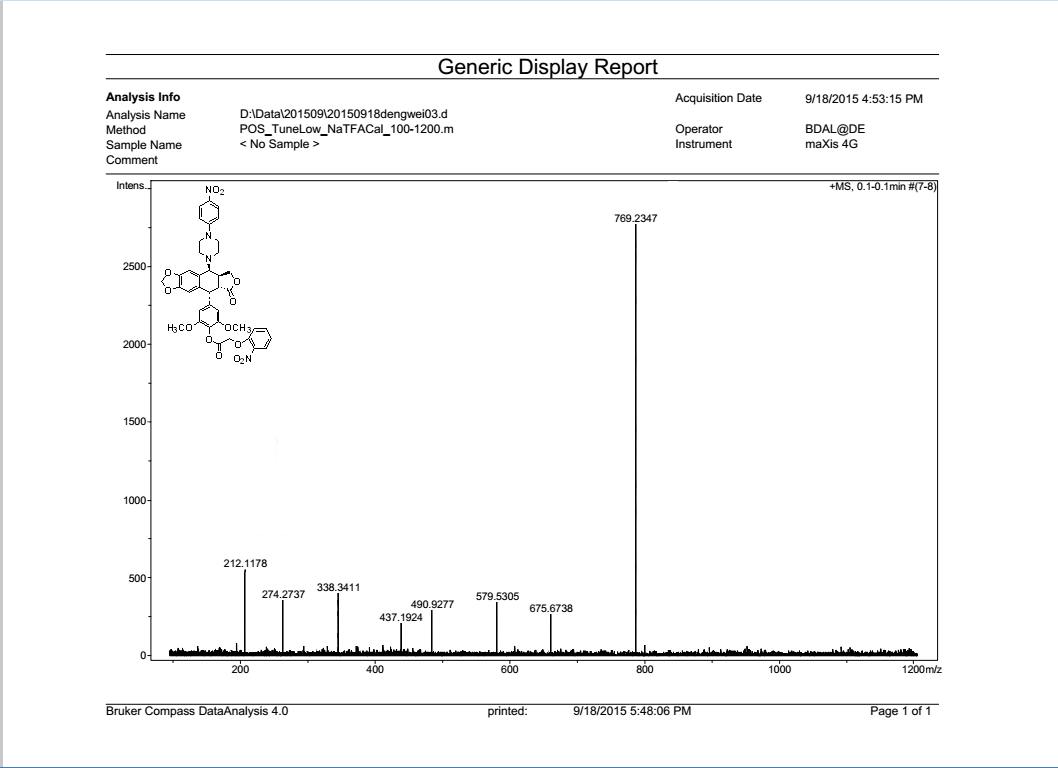 Generic Display Report
Analysis Info
Acquisition Date 9/18/2015 4:53:15 PM
Analysis Name D:\Data\201509\20150918dengwei03.d
Method POS_TuneLow_NaTFACal_100-1200.m
Operator BDAL@DE
Sample Name < No Sample >
Instrument maXis 4G
Comment
Intens.
+MS, 0.1-0.1min #(7-8)
NO2
N
N
O
O
O
O
H3CO
OCH3
O
O
O
O2N
769.2347
212.1178
274.2737
338.3411
437.1924
490.9277
579.5305
675.6738
2500
2000
1500
1000
500
0
200 400 600 800 1000 1200m/z
Bruker Compass DataAnalysis 4.0 printed: 9/18/2015 5:48:06 PM Page 1 of 1